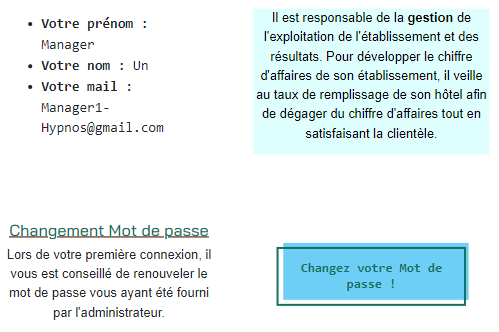 Votre prénom :
Manager
Votre nom : Un
Votre mail :
Manager1-
Hypnos@gmail.com
Il est responsable de la gestion de
l'exploitation de l'établissement et des
résultats. Pour développer le chiffre
d'affaires de son établissement, il veille
au taux de remplissage de son hôtel afin
de dégager du chiffre d'affaires tout en
satisfaisant la clientèle.
Changement Mot de passe
Lors de votre première connexion, il
vous est conseillé de renouveler le
mot de passe vous ayant été fourni
par l'administrateur.
Changez votre Mot de
passe !